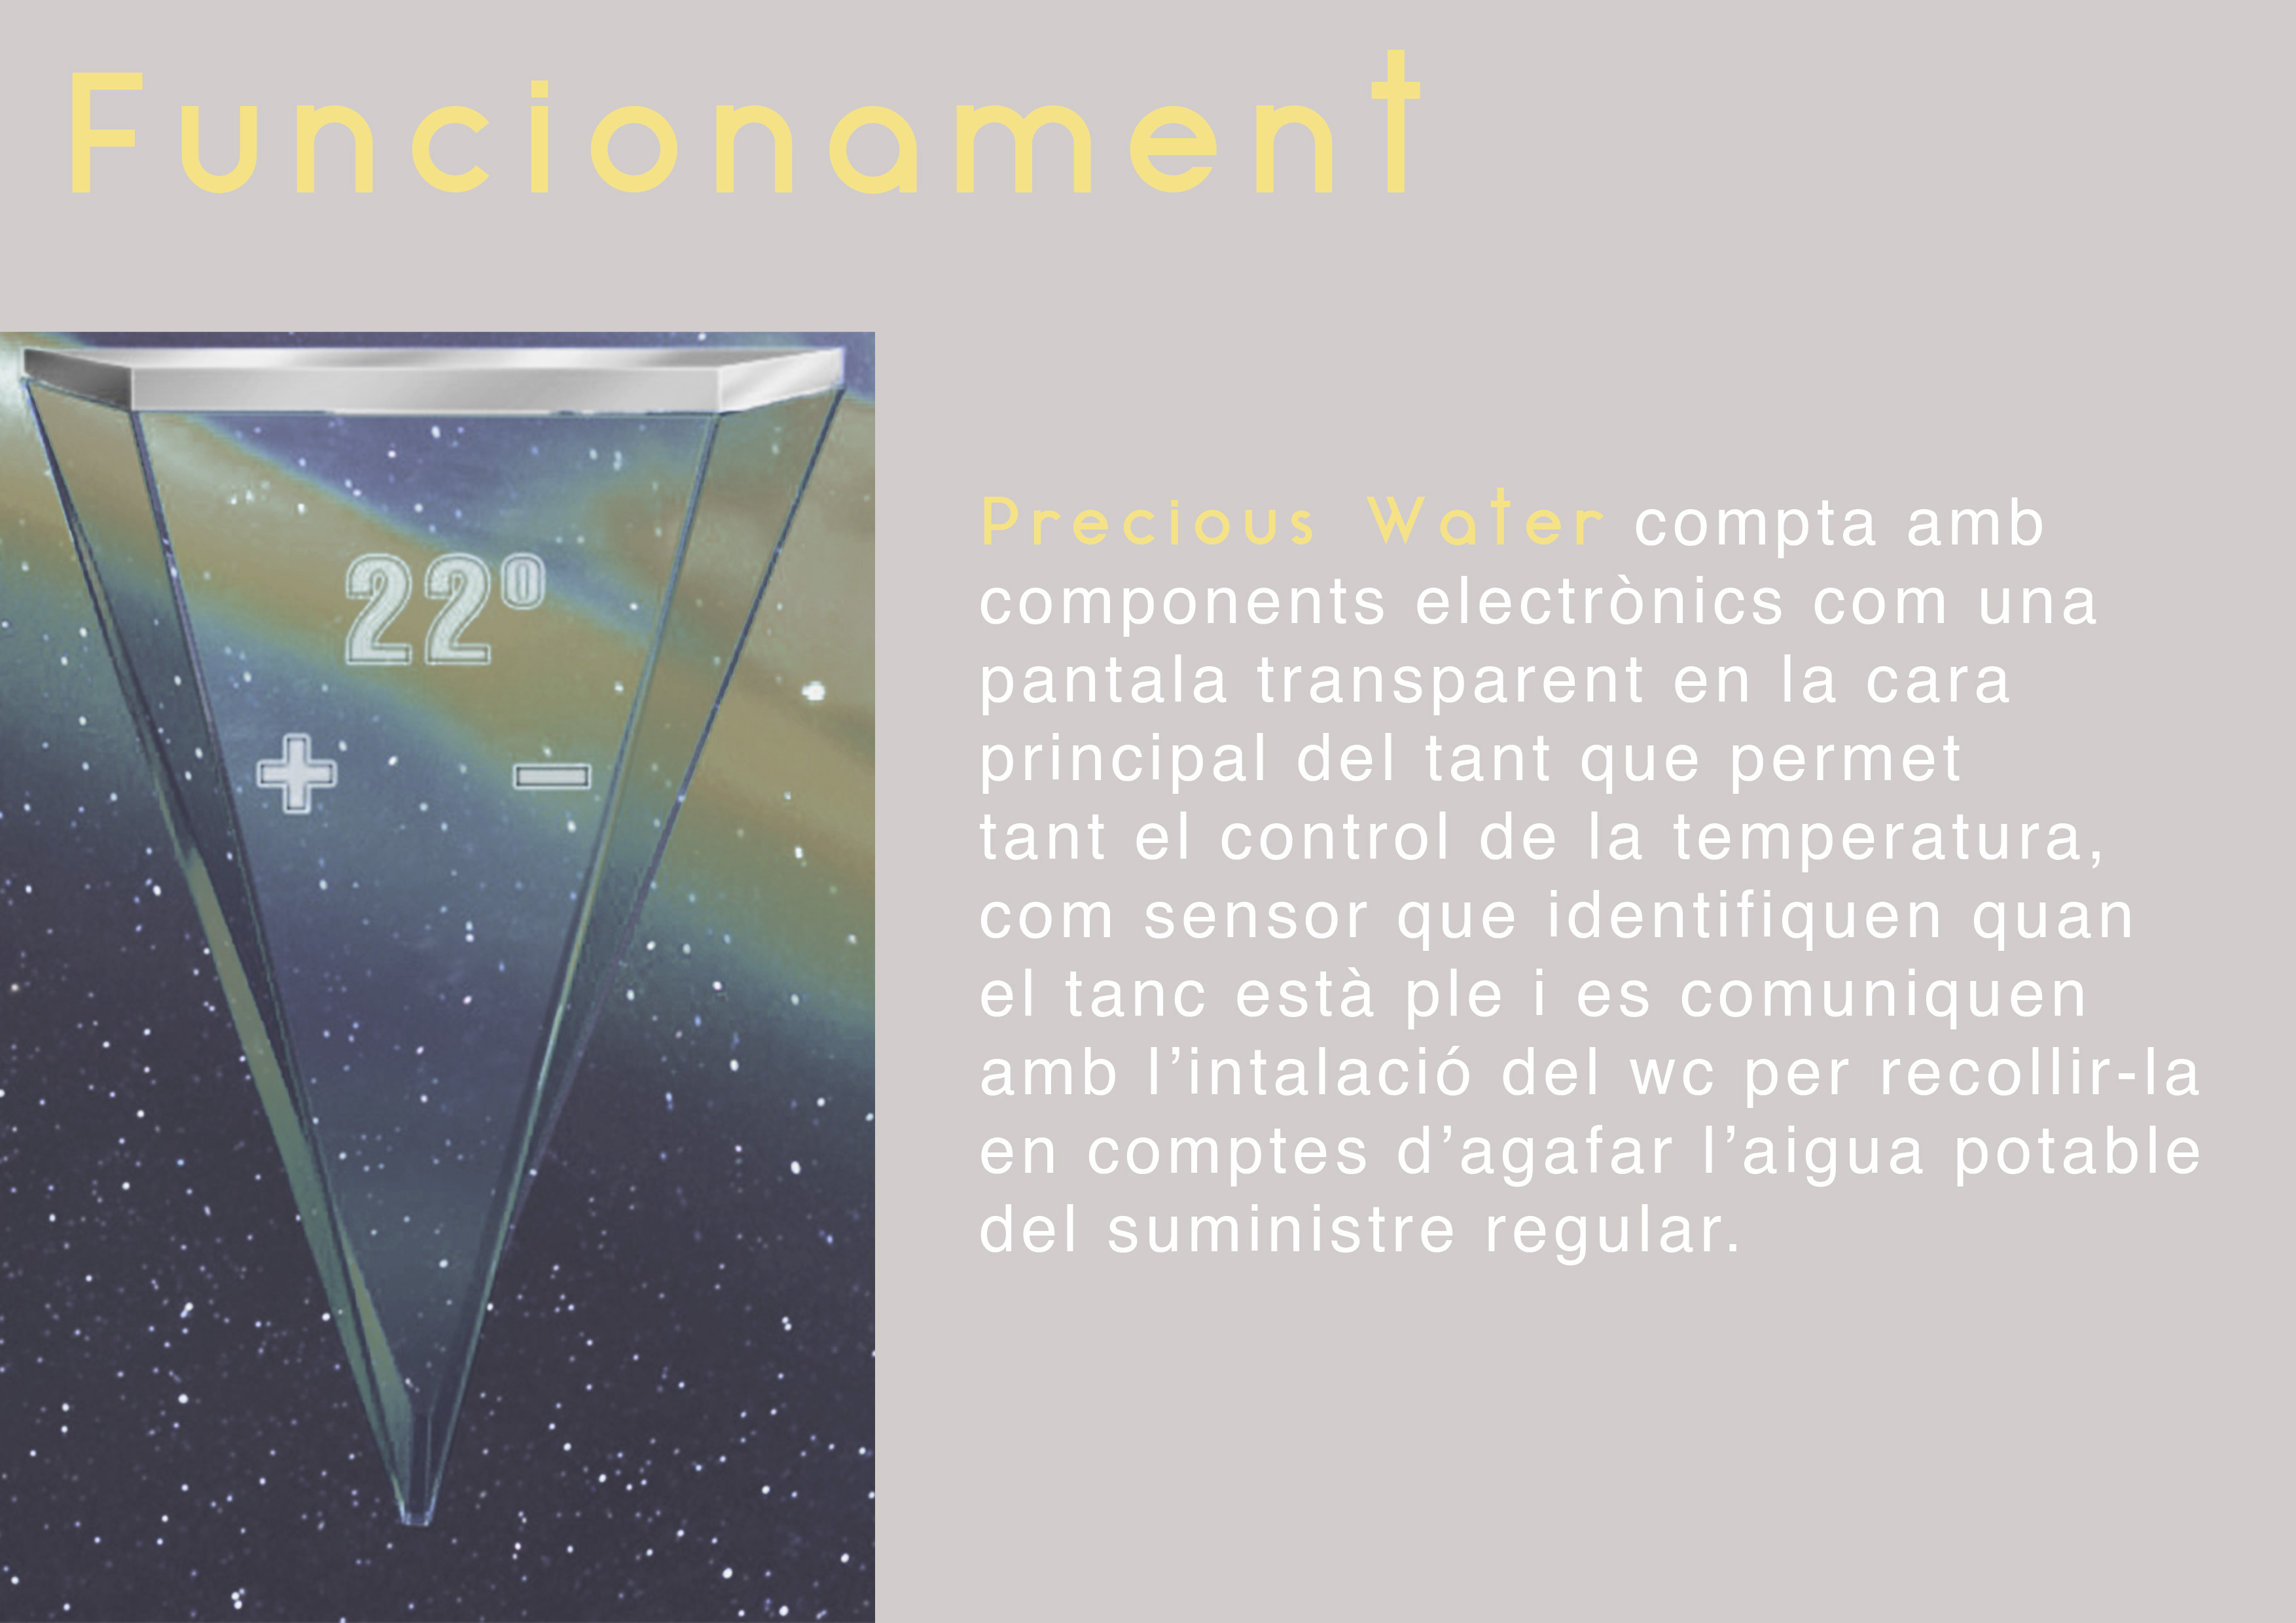 Funcionament
22º
+ −
Precious Water compta amb
components electrònics com una
pantala transparent en la cara
principal del tant que permet
tant el control de la temperatura,
com sensor que identifiquen quan
el tanc està ple i es comuniquen
amb l’intalació del wc per recollir-la
en comptes d’agafar l’aigua potable
del suministre regular.